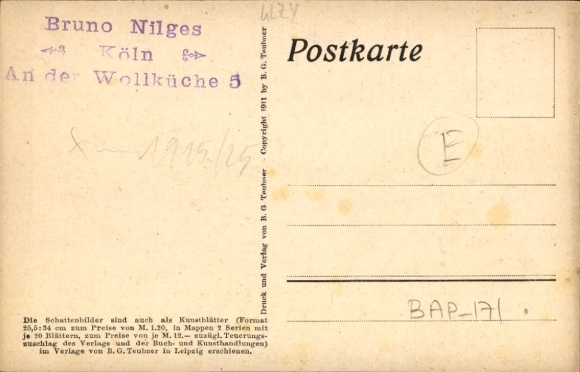 Bruno Nilges
Köln
An der Wollküche 5
Postkarte
E
1915/25
Druck und Verlag von B. G. Teubner · Copyright 1911 by B. G. Teubner
BAP-171
Die Schattenbilder sind auch als Kunstblätter (Format
25,5:34 cm zum Preise von M. 1.20, in Mappen 2 Serien mit
je 20 Blättern, zum Preise von je M. 12.— zuzügl. Teuerungs-
zuschlag des Verlags und der Buch- und Kunsthandlungen)
im Verlage von B. G. Teubner in Leipzig erschienen.